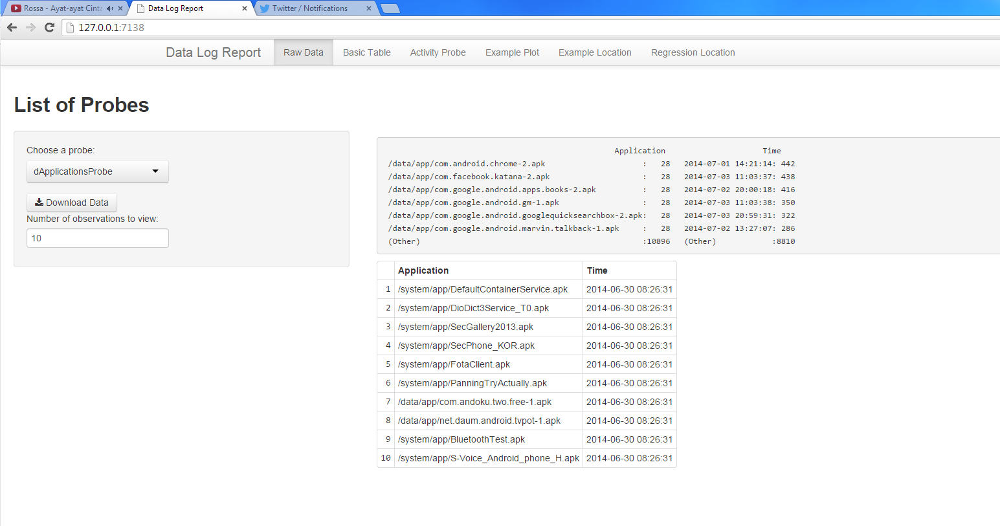 Rossa - Ayat-ayat Cinta
Data Log Report
Twitter / Notifications
127.0.0.1:7138
Data Log Report Raw Data Basic Table Activity Probe Example Plot Example Location Regression Location
List of Probes
Choose a probe:
dApplicationsProbe
Download Data
Number of observations to view:
10
Application Time
/data/app/com.android.chrome-2.apk : 28 2014-07-01 14:21:14: 442
/data/app/com.facebook.katana-2.apk : 28 2014-07-03 11:03:37: 438
/data/app/com.google.android.apps.books-2.apk : 28 2014-07-02 20:00:18: 416
/data/app/com.google.android.gm-1.apk : 28 2014-07-03 11:03:38: 350
/data/app/com.google.android.googlequicksearchbox-2.apk: 28 2014-07-03 20:59:31: 322
/data/app/com.google.android.marvin.talkback-1.apk : 28 2014-07-02 13:27:07: 286
(Other) :10896 (Other) :8810
Application Time
1 /system/app/DefaultContainerService.apk 2014-06-30 08:26:31
2 /system/app/DioDict3Service_T0.apk 2014-06-30 08:26:31
3 /system/app/SecGallery2013.apk 2014-06-30 08:26:31
4 /system/app/SecPhone_KOR.apk 2014-06-30 08:26:31
5 /system/app/FotaClient.apk 2014-06-30 08:26:31
6 /system/app/PanningTryActually.apk 2014-06-30 08:26:31
7 /data/app/com.andoku.two.free-1.apk 2014-06-30 08:26:31
8 /data/app/net.daum.android.tvpot-1.apk 2014-06-30 08:26:31
9 /system/app/BluetoothTest.apk 2014-06-30 08:26:31
10 /system/app/S-Voice_Android_phone_H.apk 2014-06-30 08:26:31